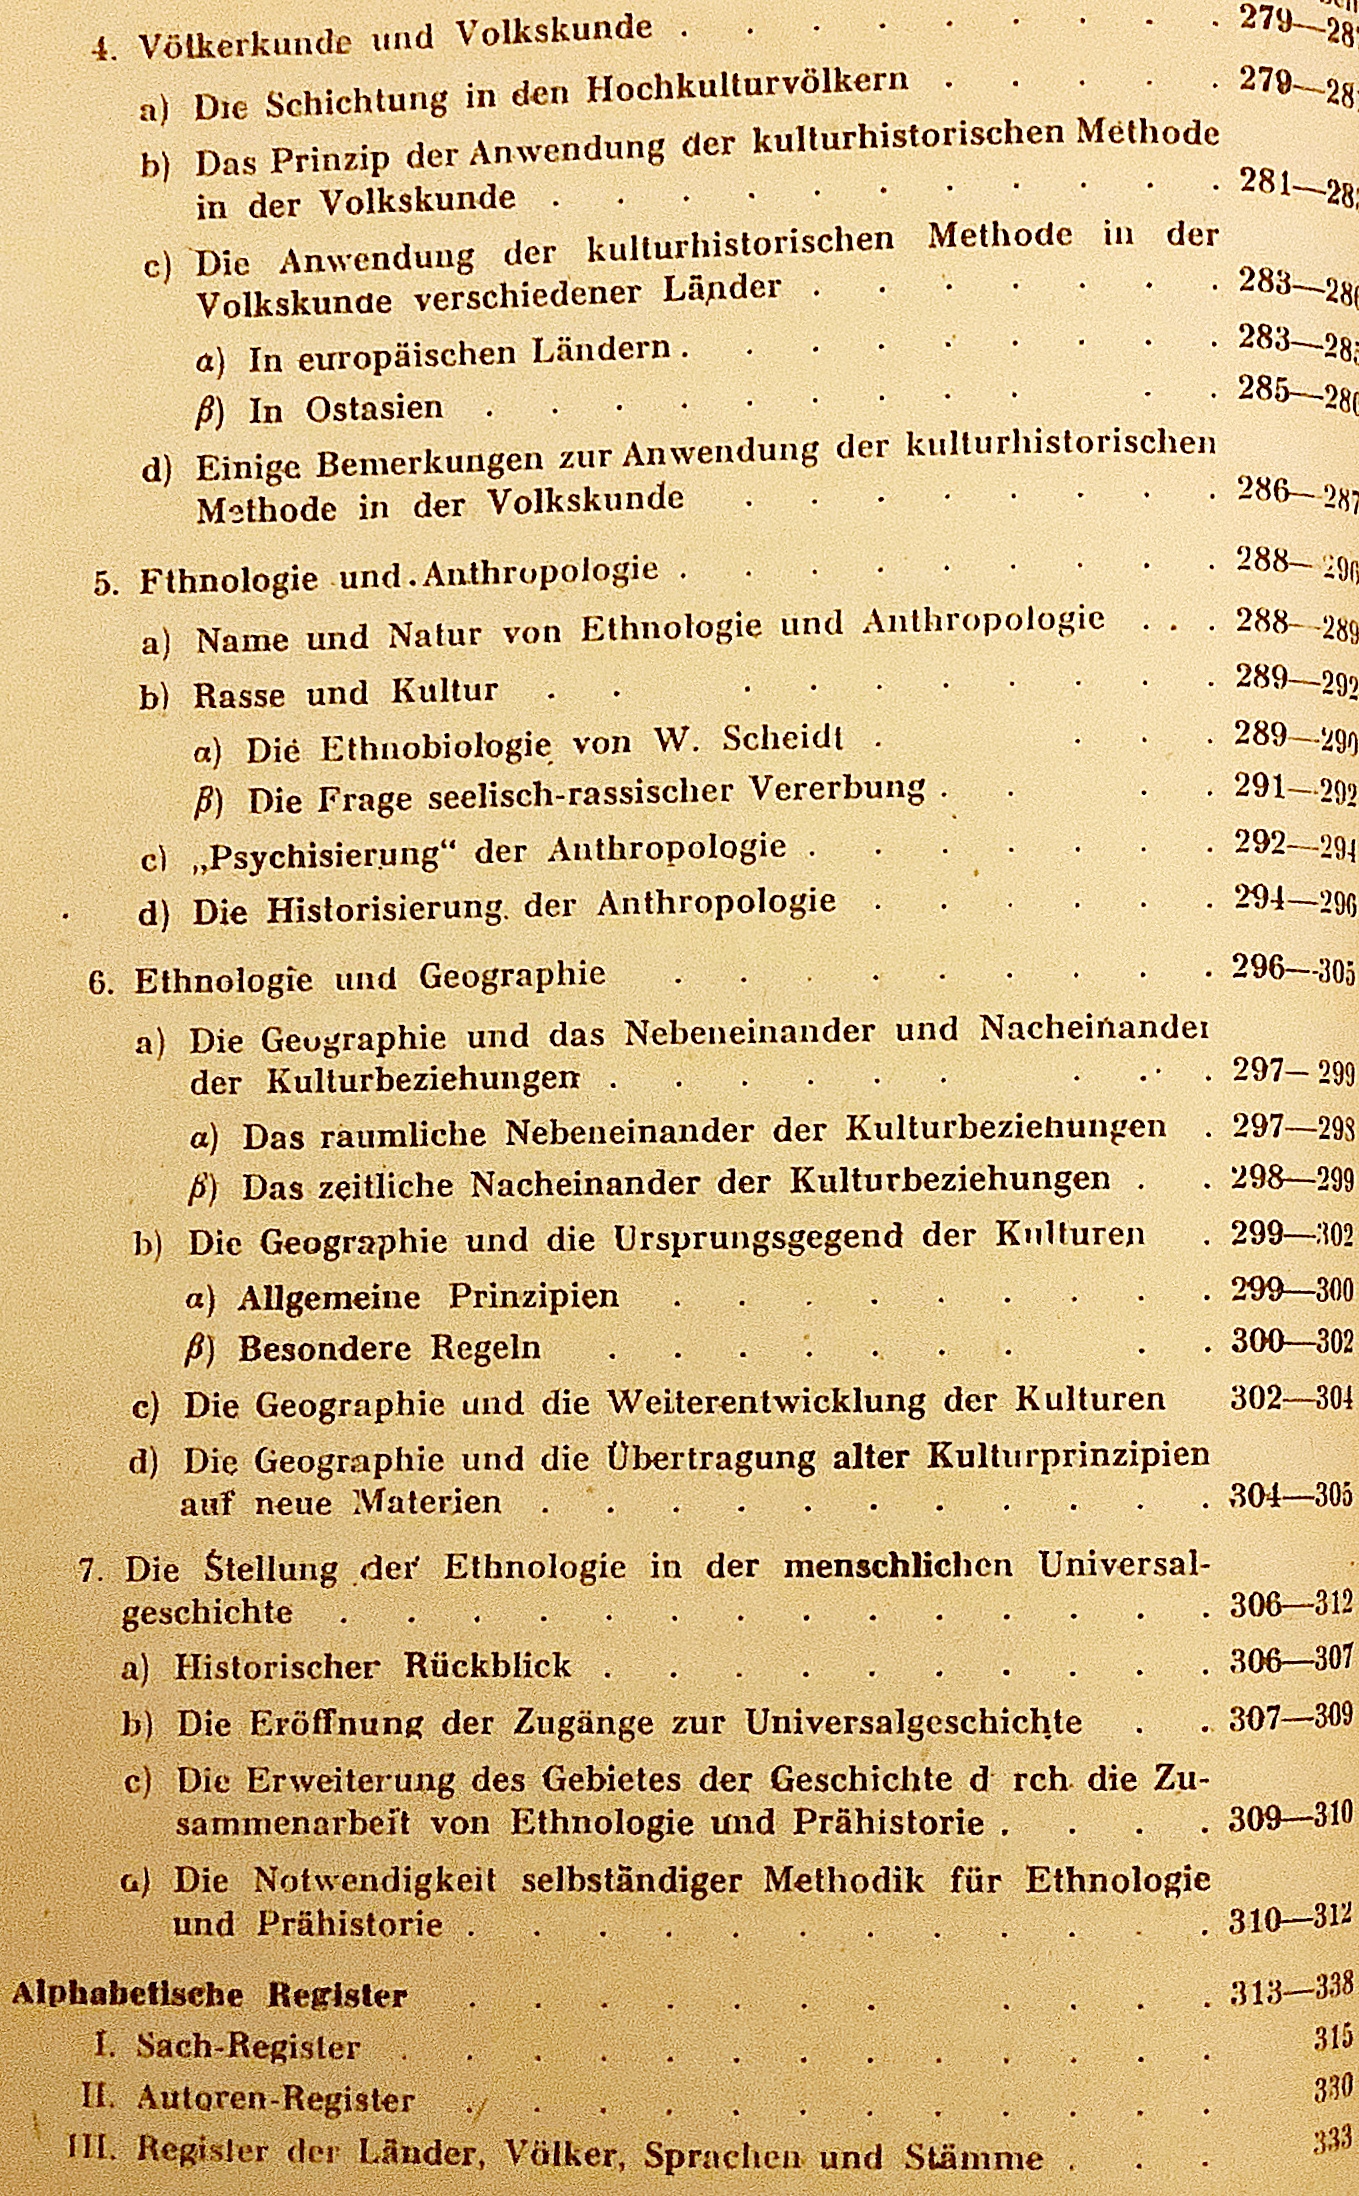 4. Völkerkunde und Volkskunde . . . . . . . . . 279—28
a) Die Schichtung in den Hochkulturvölkern . . . . . 279—28
b) Das Prinzip der Anwendung der kulturhistorischen Methode
in der Volkskunde . . . . . . . . . . . 281—28
c) Die Anwendung der kulturhistorischen Methode in der
Volkskunde verschiedener Länder . . . . . . . 283—28
α) In europäischen Ländern . . . . . . . . . 283—28
β) In Ostasien . . . . . . . . . . . 285—28
d) Einige Bemerkungen zur Anwendung der kulturhistorischen
Methode in der Volkskunde . . . . . . . . 286—287
5. Ethnologie und Anthropologie . . . . . . . . . 288—296
a) Name und Natur von Ethnologie und Anthropologie . . . 288—289
b) Rasse und Kultur . . . . . . . . . . 289—292
α) Die Ethnobiologie von W. Scheidt . . . . 289—290
β) Die Frage seelisch-rassischer Vererbung . . . . 291—292
c) „Psychisierung“ der Anthropologie . . . . . . . 292—294
d) Die Historisierung der Anthropologie . . . . . . 294—296
6. Ethnologie und Geographie . . . . . . . . . 296—305
a) Die Geographie und das Nebeneinander und Nacheinander
der Kulturbeziehungen . . . . . . . . . 297—299
α) Das räumliche Nebeneinander der Kulturbeziehungen . 297—298
β) Das zeitliche Nacheinander der Kulturbeziehungen . . 298—299
b) Die Geographie und die Ursprungsgegend der Kulturen . 299—302
α) Allgemeine Prinzipien . . . . . . . . . 299—300
β) Besondere Regeln . . . . . . . . . 300—302
c) Die Geographie und die Weiterentwicklung der Kulturen 302—304
d) Die Geographie und die Übertragung alter Kulturprinzipien
auf neue Materien . . . . . . . . . . . 304—305
7. Die Stellung der Ethnologie in der menschlichen Universal-
geschichte . . . . . . . . . . . . . . 306—312
a) Historischer Rückblick . . . . . . . . . . 306—307
b) Die Eröffnung der Zugänge zur Universalgeschichte . . 307—309
c) Die Erweiterung des Gebietes der Geschichte d rch die Zu-
sammenarbeit von Ethnologie und Prähistorie . . . . 309—310
d) Die Notwendigkeit selbständiger Methodik für Ethnologie
und Prähistorie . . . . . . . . . . . . 310—312
Alphabetische Register . . . . . . . . . . . 313—338
I. Sach-Register . . . . . . . . . . . . . 315
II. Autoren-Register . . . . . . . . . . . . 330
III. Register der Länder, Völker, Sprachen und Stämme . . . 333